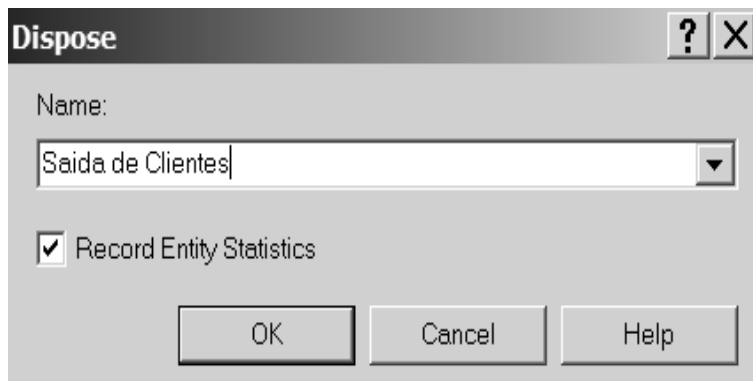 Dispose
Name:
Saida de Clientes
Record Entity Statistics
OK Cancel Help